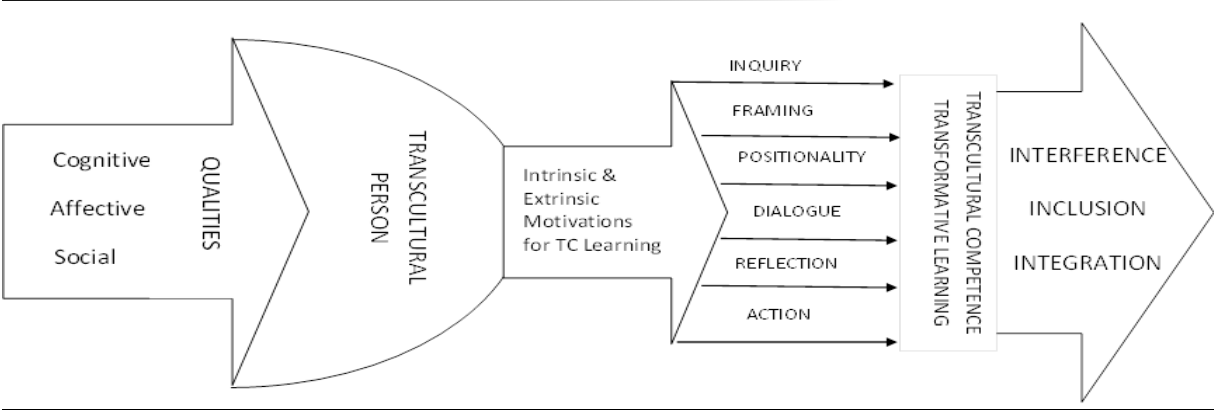 Cognitive
Affective
Social
QUALITIES
TRANSCULTURAL
PERSON
Intrinsic &
Extrinsic
Motivations
for TC Learning
INQUIRY
FRAMING
POSITIONALITY
DIALOGUE
REFLECTION
ACTION
TRANSCULTURAL COMPETENCE
TRANSFORMATIVE LEARNING
INTERFERENCE
INCLUSION
INTEGRATION